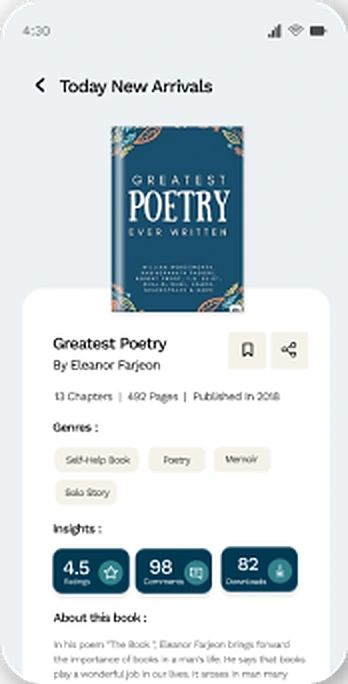 4:30
Today New Arrivals
GREATEST
POETRY
EVER WRITTEN
WILLIAM WORDSWORTH
Greatest Poetry
By Eleanor Farjeon
13 Chapters | 492 Pages | Published in 2018
Genres :
Self-Help Book Poetry Memoir
Solo Story
Insights :
4.5 98 82
Ratings Comments Downloads
About this book :
In his poem "The Book ", Eleanor Farjeon brings forward
the importance of books in a man's life. He says that books
play a wonderful job in our lives. It aroses in man many